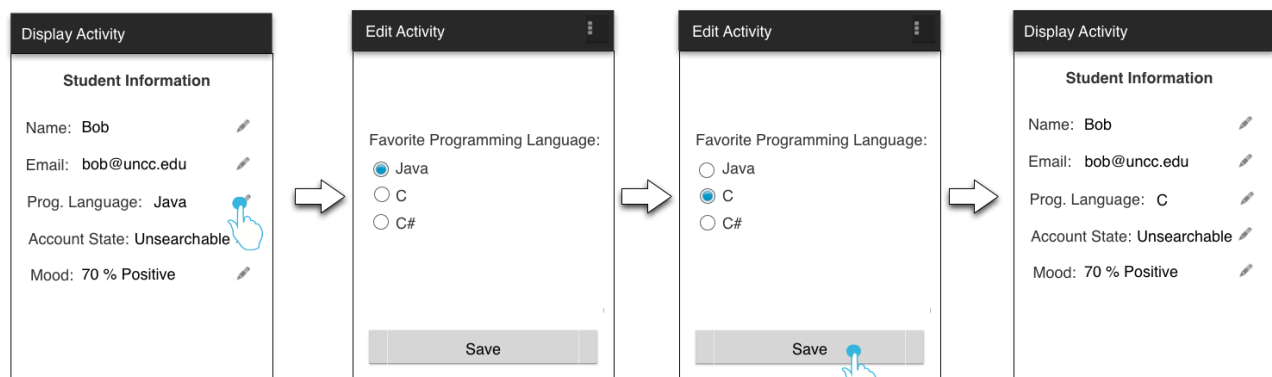 Display Activity
Student Information
Name: Bob
Email: bob@uncc.edu
Prog. Language: Java
Account State: Unsearchable
Mood: 70 % Positive
Edit Activity
Favorite Programming Language:
Java
C
C#
Save
Edit Activity
Favorite Programming Language:
Java
C
C#
Save
Display Activity
Student Information
Name: Bob
Email: bob@uncc.edu
Prog. Language: C
Account State: Unsearchable
Mood: 70 % Positive